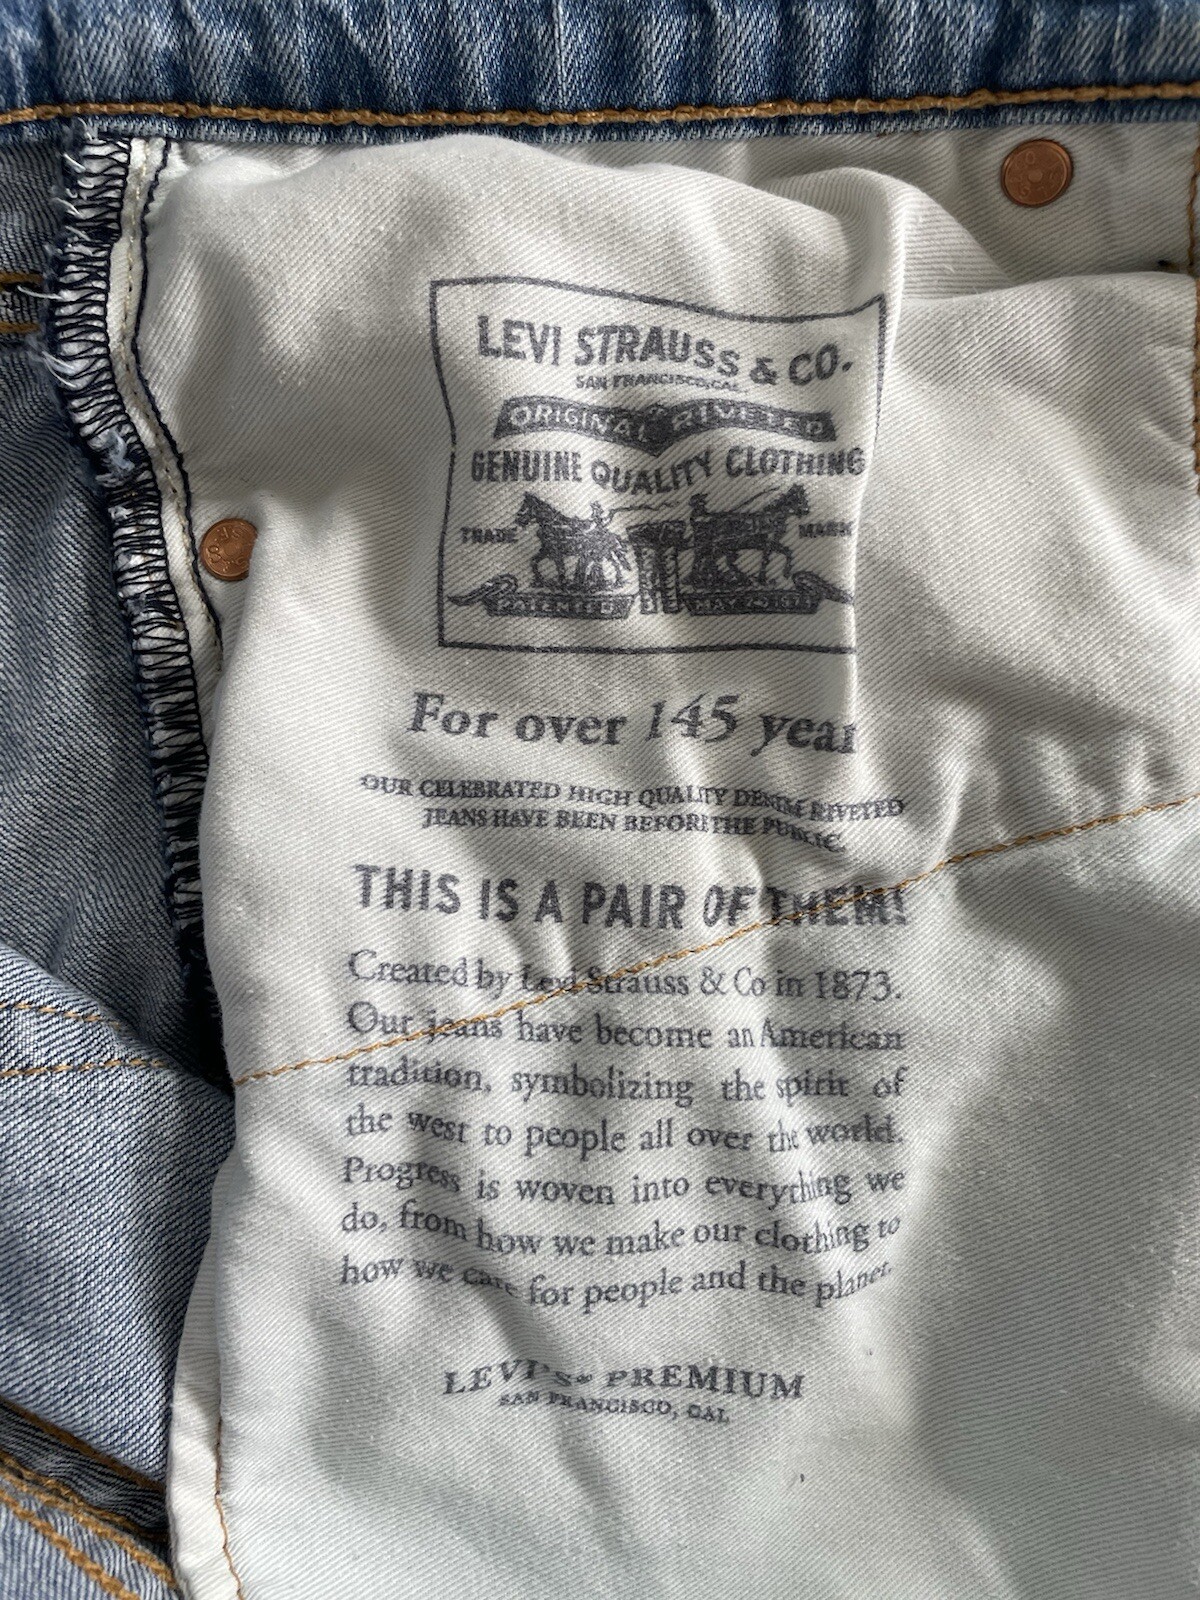 LEVI STRAUSS & CO.
SAN FRANCISCO, CAL.
ORIGINAL RIVETED
GENUINE QUALITY CLOTHING
TRADE MARK
PATENTED MAY 20 1873
For over 145 year
OUR CELEBRATED HIGH QUALITY DENIM RIVETED
JEANS HAVE BEEN BEFORE THE PUBLIC.
THIS IS A PAIR OF THEM!
Created by Levi Strauss & Co in 1873.
Our jeans have become an American
tradition, symbolizing the spirit of
the west to people all over the world.
Progress is woven into everything we
do, from how we make our clothing to
how we care for people and the planet.
LEVI'S® PREMIUM
SAN FRANCISCO, CAL